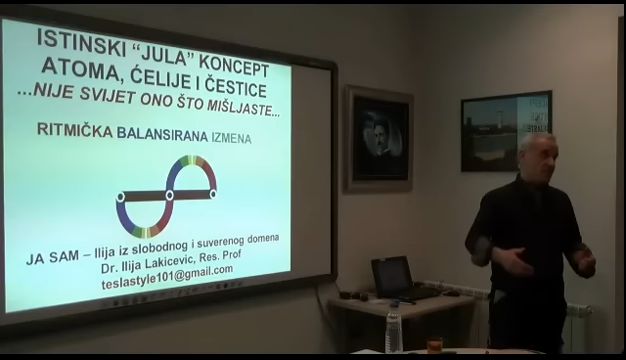 ISTINSKI “JULA” KONCEPT
ATOMA, ĆELIJE I ČESTICE
...NIJE SVIJET ONO ŠTO MIŠLJASTE...
RITMIČKA BALANSIRANA IZMENA
JA SAM – Ilija iz slobodnog i suverenog domena
Dr. Ilija Lakicevic, Res. Prof
teslastyle101@gmail.com